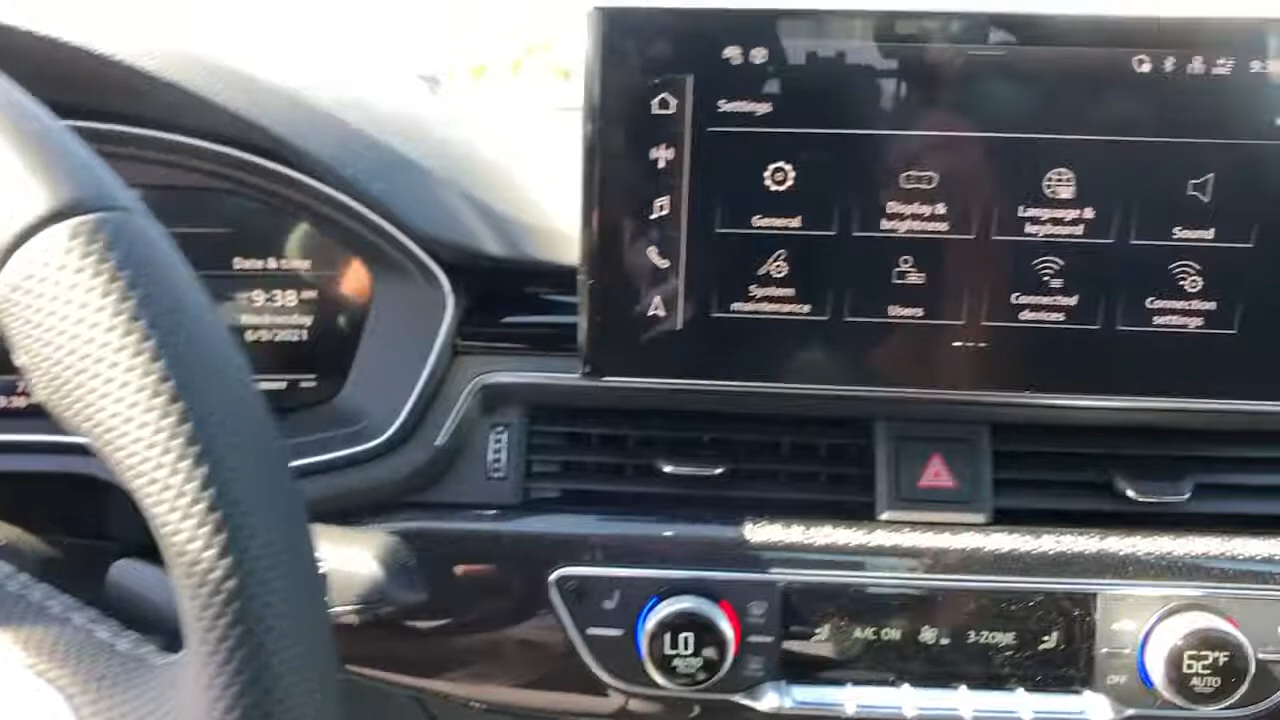 Settings
General
Display &
brightness
Language &
keyboard
Sound
System
maintenance
Users
Connected
devices
Connection
settings
Date & time
9:38
Wednesday
6/9/2021
LO
AUTO
A/C ON
3-ZONE
62°F
AUTO
OFF